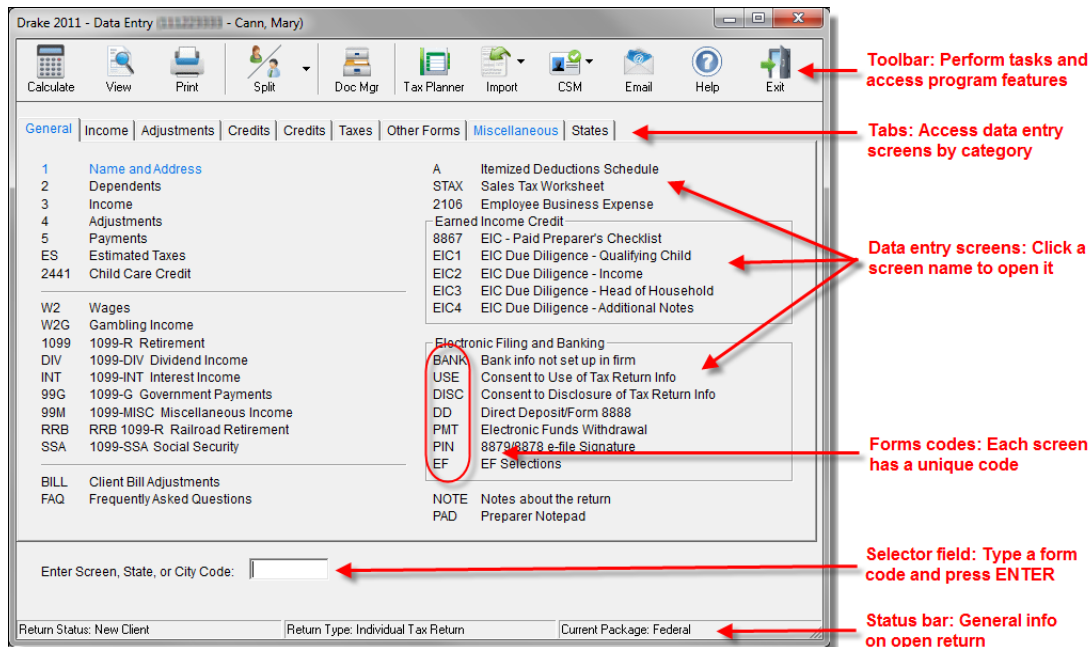 Drake 2011 - Data Entry - Cann, Mary)
Calculate View Print Split Doc Mgr Tax Planner Import CSM Email Help Exit
Toolbar: Perform tasks and
access program features
General Income Adjustments Credits Credits Taxes Other Forms Miscellaneous States
Tabs: Access data entry
screens by category
1 Name and Address
2 Dependents
3 Income
4 Adjustments
5 Payments
ES Estimated Taxes
2441 Child Care Credit
W2 Wages
W2G Gambling Income
1099 1099-R Retirement
DIV 1099-DIV Dividend Income
INT 1099-INT Interest Income
99G 1099-G Government Payments
99M 1099-MISC Miscellaneous Income
RRB RRB 1099-R Railroad Retirement
SSA 1099-SSA Social Security
BILL Client Bill Adjustments
FAQ Frequently Asked Questions
A Itemized Deductions Schedule
STAX Sales Tax Worksheet
2106 Employee Business Expense
Earned Income Credit
8867 EIC - Paid Preparer's Checklist
EIC1 EIC Due Diligence - Qualifying Child
EIC2 EIC Due Diligence - Income
EIC3 EIC Due Diligence - Head of Household
EIC4 EIC Due Diligence - Additional Notes
Electronic Filing and Banking
BANK Bank info not set up in firm
USE Consent to Use of Tax Return Info
DISC Consent to Disclosure of Tax Return Info
DD Direct Deposit/Form 8888
PMT Electronic Funds Withdrawal
PIN 8879/8878 e-file Signature
EF EF Selections
NOTE Notes about the return
PAD Preparer Notepad
Data entry screens: Click a
screen name to open it
Forms codes: Each screen
has a unique code
Enter Screen, State, or City Code:
Selector field: Type a form
code and press ENTER
Return Status: New Client Return Type: Individual Tax Return Current Package: Federal
Status bar: General info
on open return